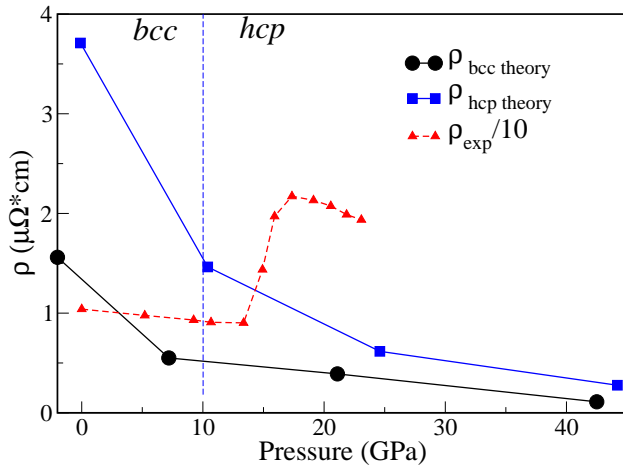 4
bcc hcp
ρ bcc theory
ρ hcp theory
ρexp/10
3
ρ (μΩ*cm)
2
1
0
0 10 20 30 40
Pressure (GPa)